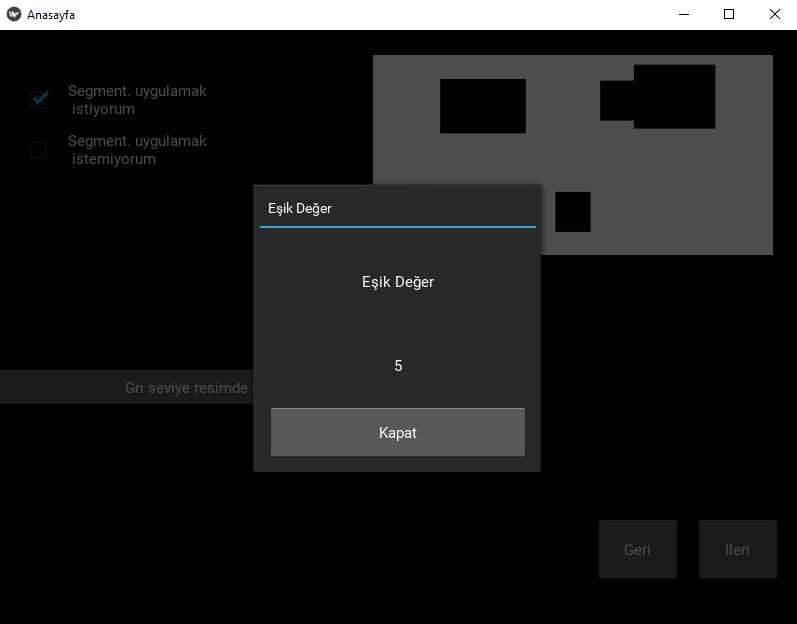 Anasayfa
Segment. uygulamak
istiyorum
Segment. uygulamak
istemiyorum
Eşik Değer
Eşik Değer
5
Gri seviye resimde
Kapat
Geri
Ileri